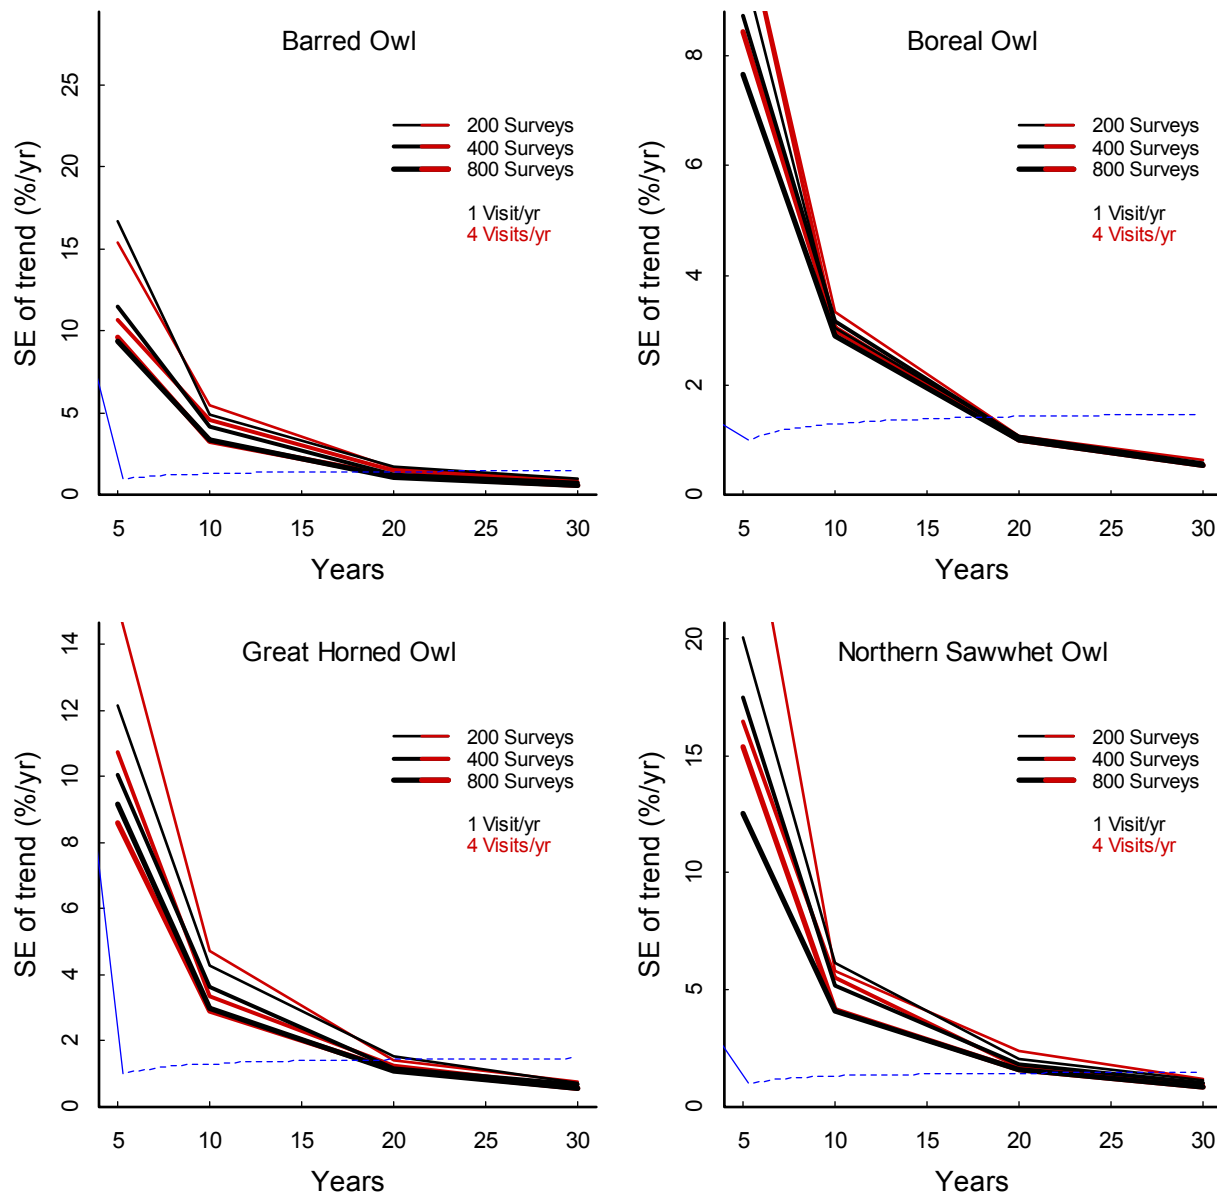 Barred Owl
SE of trend (%/yr)
0 5 10 15 20 25
200 Surveys
400 Surveys
800 Surveys
1 Visit/yr
4 Visits/yr
5 10 20 30
Years
Boreal Owl
SE of trend (%/yr)
0 2 4 6 8
200 Surveys
400 Surveys
800 Surveys
1 Visit/yr
4 Visits/yr
5 10 15 20 25 30
Years
Great Horned Owl
SE of trend (%/yr)
0 2 4 6 8 10 12 14
200 Surveys
400 Surveys
800 Surveys
1 Visit/yr
4 Visits/yr
5 10 15 20 25 30
Years
Northern Sawwhet Owl
SE of trend (%/yr)
0 5 10 15 20
200 Surveys
400 Surveys
800 Surveys
1 Visit/yr
4 Visits/yr
5 10 15 20 25 30
Years